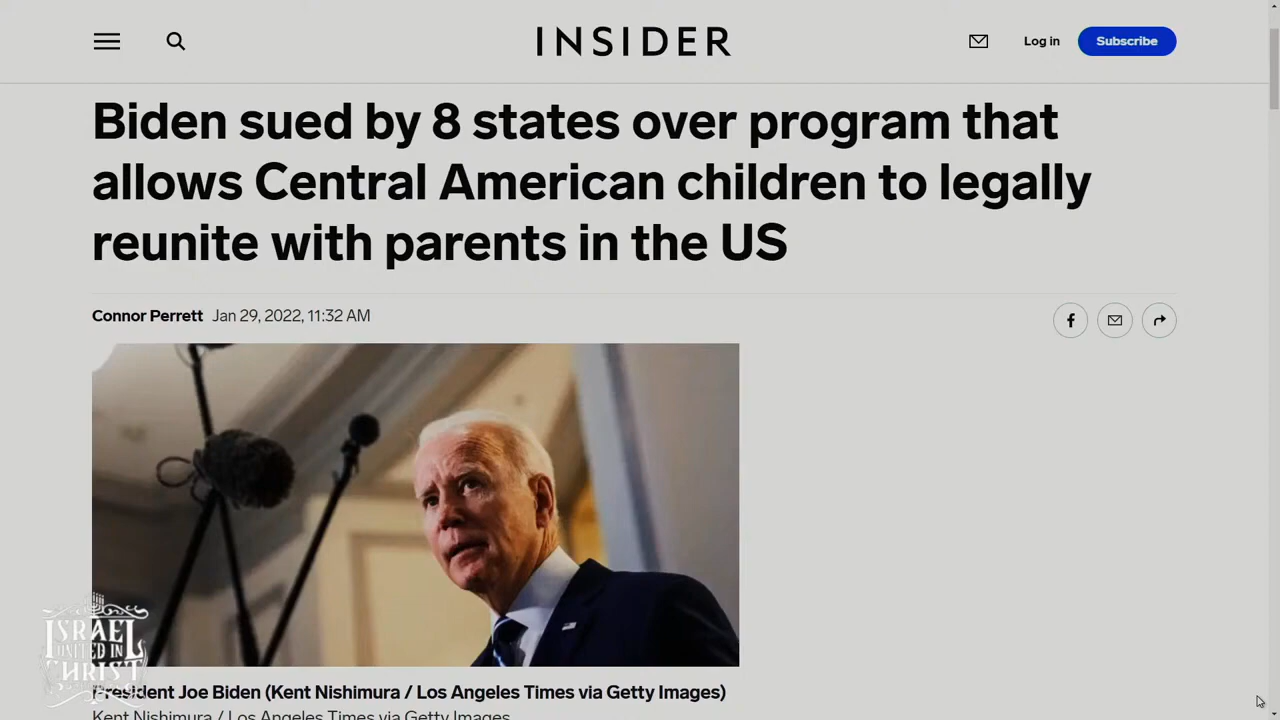 INSIDER
Log in
Subscribe
Biden sued by 8 states over program that
allows Central American children to legally
reunite with parents in the US
Connor Perrett Jan 29, 2022, 11:32 AM
ISRAEL
UNITED IN
CHRIST
President Joe Biden (Kent Nishimura / Los Angeles Times via Getty Images)
Kent Nishimura / Los Angeles Times via Getty Images